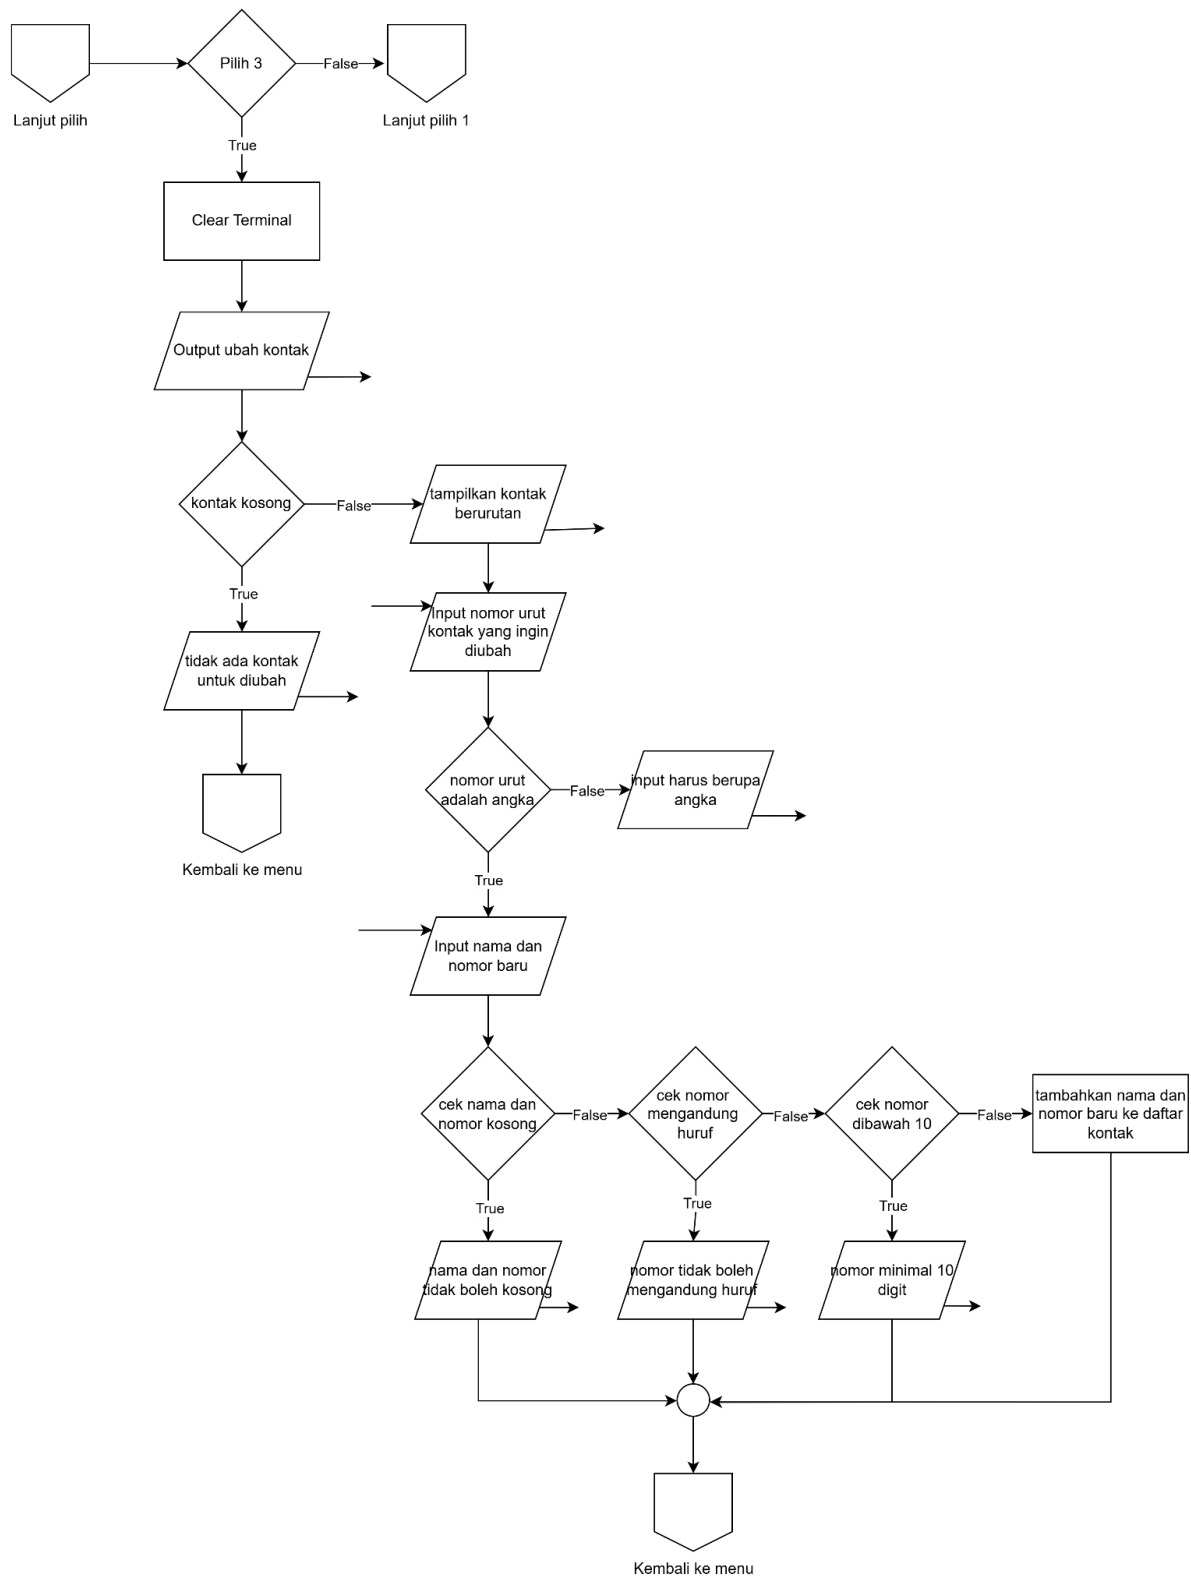 Pilih 3
False
Lanjut pilih
Lanjut pilih 1
True
Clear Terminal
Output ubah kontak
kontak kosong
False
tampilkan kontak
berurutan
True
Input nomor urut
kontak yang ingin
diubah
tidak ada kontak
untuk diubah
nomor urut
adalah angka
False
input harus berupa
angka
Kembali ke menu
True
Input nama dan
nomor baru
cek nama dan
nomor kosong
False
cek nomor
mengandung
huruf
False
cek nomor
dibawah 10
False
tambahkan nama dan
nomor baru ke daftar
kontak
True
True
True
nama dan nomor
tidak boleh kosong
nomor tidak boleh
mengandung huruf
nomor minimal 10
digit
Kembali ke menu